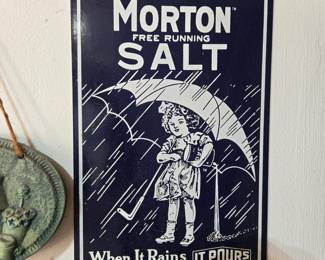 MORTON
FREE RUNNING
SALT
When It Rains IT POURS